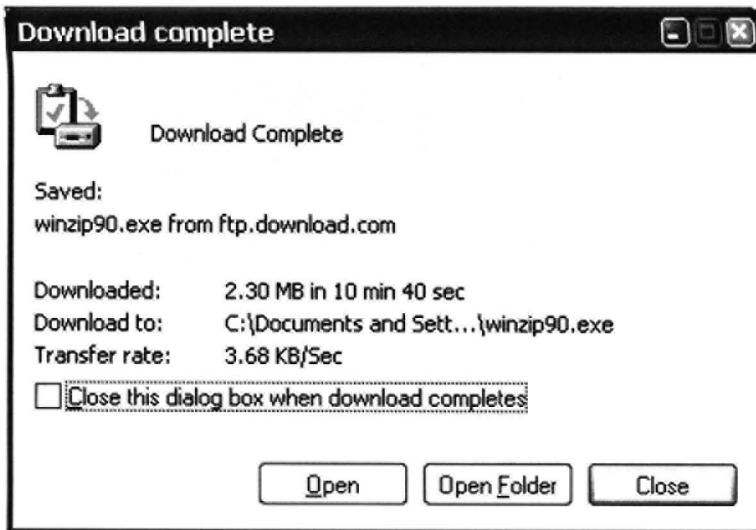 Download complete
Download Complete
Saved:
winzip90.exe from ftp.download.com
Downloaded: 2.30 MB in 10 min 40 sec
Download to: C:\Documents and Sett...\winzip90.exe
Transfer rate: 3.68 KB/Sec
Close this dialog box when download completes
Open Open Folder Close